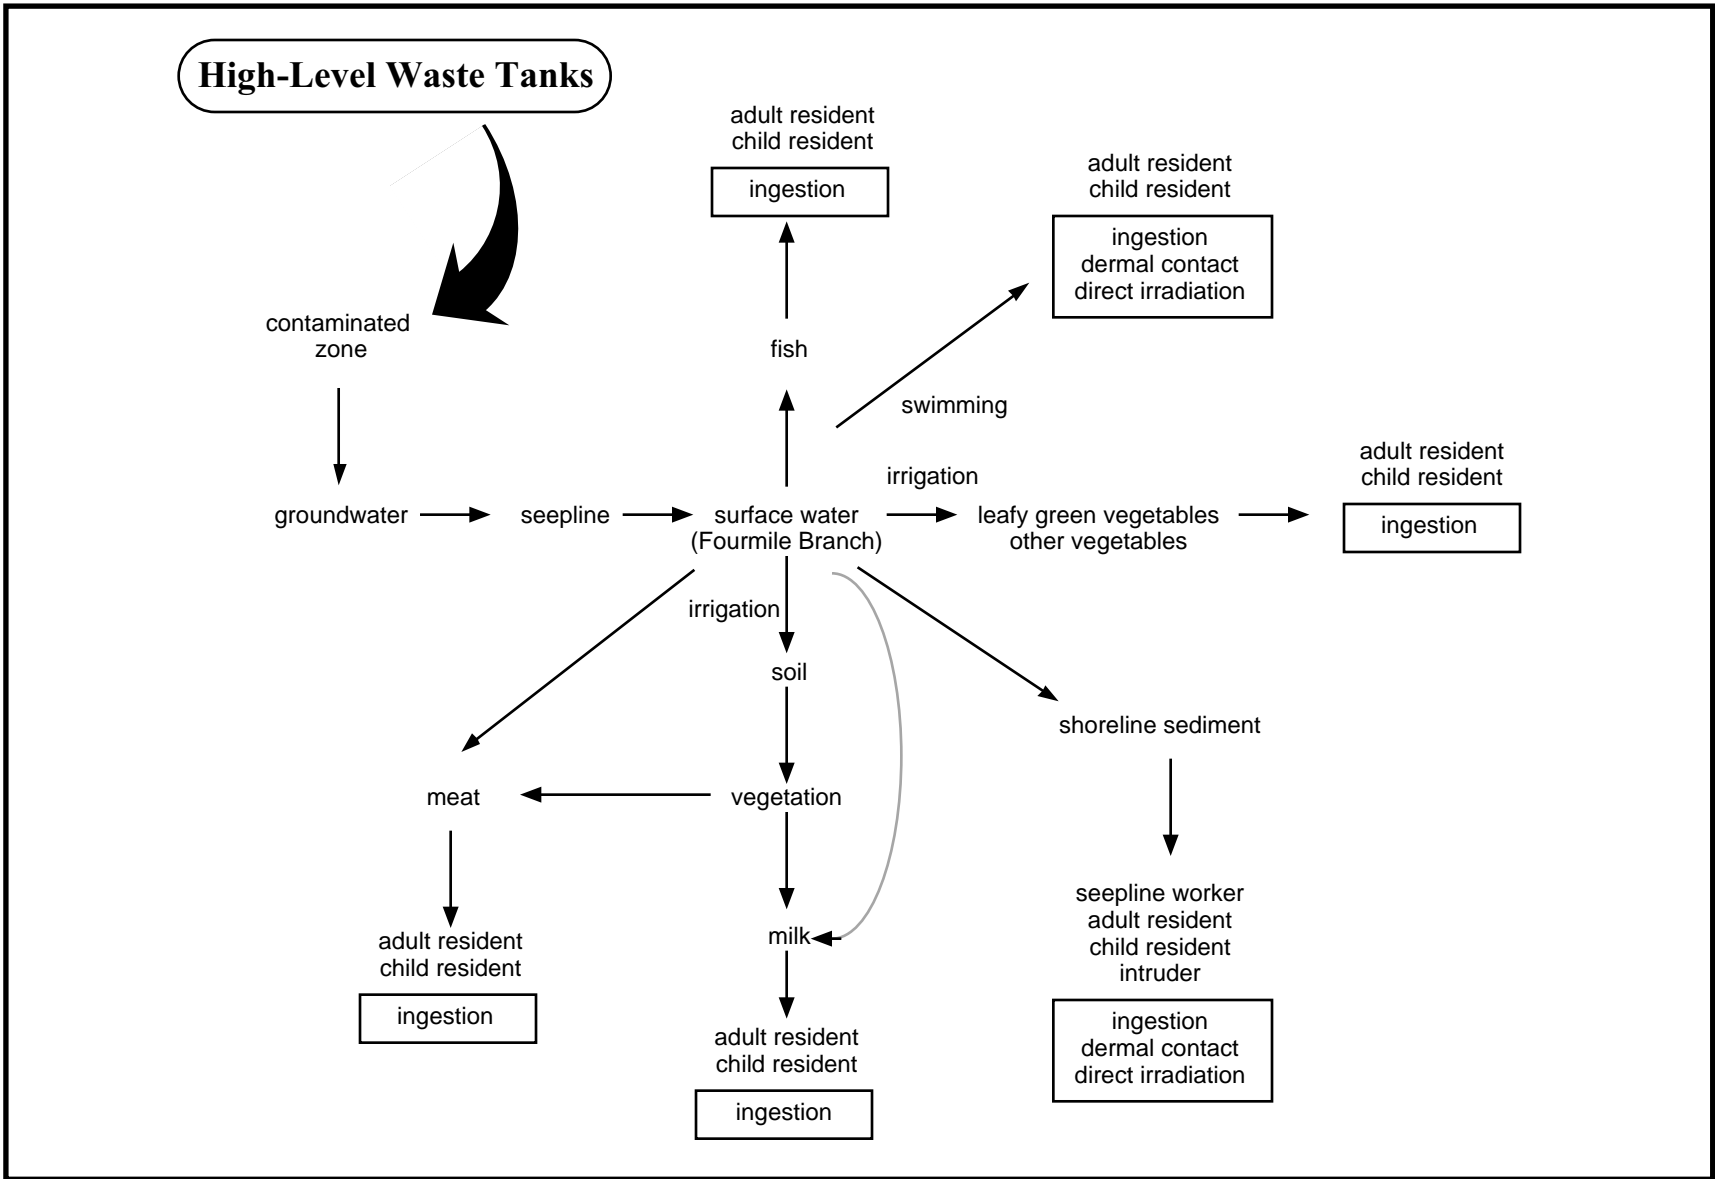 High-Level Waste Tanks
adult resident
child resident
ingestion
adult resident
child resident
ingestion
dermal contact
direct irradiation
contaminated
zone
fish
swimming
adult resident
child resident
ingestion
irrigation
groundwater
seepline
surface water
(Fourmile Branch)
leafy green vegetables
other vegetables
irrigation
soil
shoreline sediment
meat
vegetation
seepline worker
adult resident
child resident
intruder
ingestion
dermal contact
direct irradiation
milk
adult resident
child resident
ingestion
adult resident
child resident
ingestion